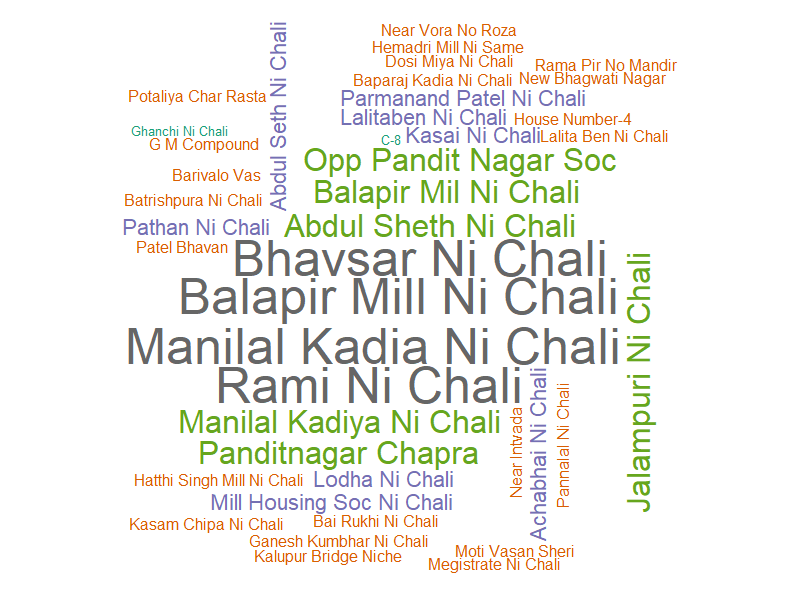 Near Vora No Roza
Hemadri Mill Ni Same
Dosi Miya Ni Chali
Rama Pir No Mandir
Baparaj Kadia Ni Chali
New Bhagwati Nagar
Potaliya Char Rasta
Abdul Seth Ni Chali
Parmanand Patel Ni Chali
Lalitaben Ni Chali
House Number-4
Ghanchi Ni Chali
C-8
Kasai Ni Chali
Lalita Ben Ni Chali
G M Compound
Opp Pandit Nagar Soc
Barivalo Vas
Balapir Mil Ni Chali
Batrishpura Ni Chali
Pathan Ni Chali
Abdul Sheth Ni Chali
Patel Bhavan
Bhavsar Ni Chali
Balapir Mill Ni Chali
Jalampuri Ni Chali
Manilal Kadia Ni Chali
Rami Ni Chali
Manilal Kadiya Ni Chali
Near Intvada
Achabhai Ni Chali
Pannalal Ni Chali
Panditnagar Chapra
Hatthi Singh Mill Ni Chali
Lodha Ni Chali
Mill Housing Soc Ni Chali
Kasam Chipa Ni Chali
Bai Rukhi Ni Chali
Ganesh Kumbhar Ni Chali
Kalupur Bridge Niche
Moti Vasan Sheri
Megistrate Ni Chali